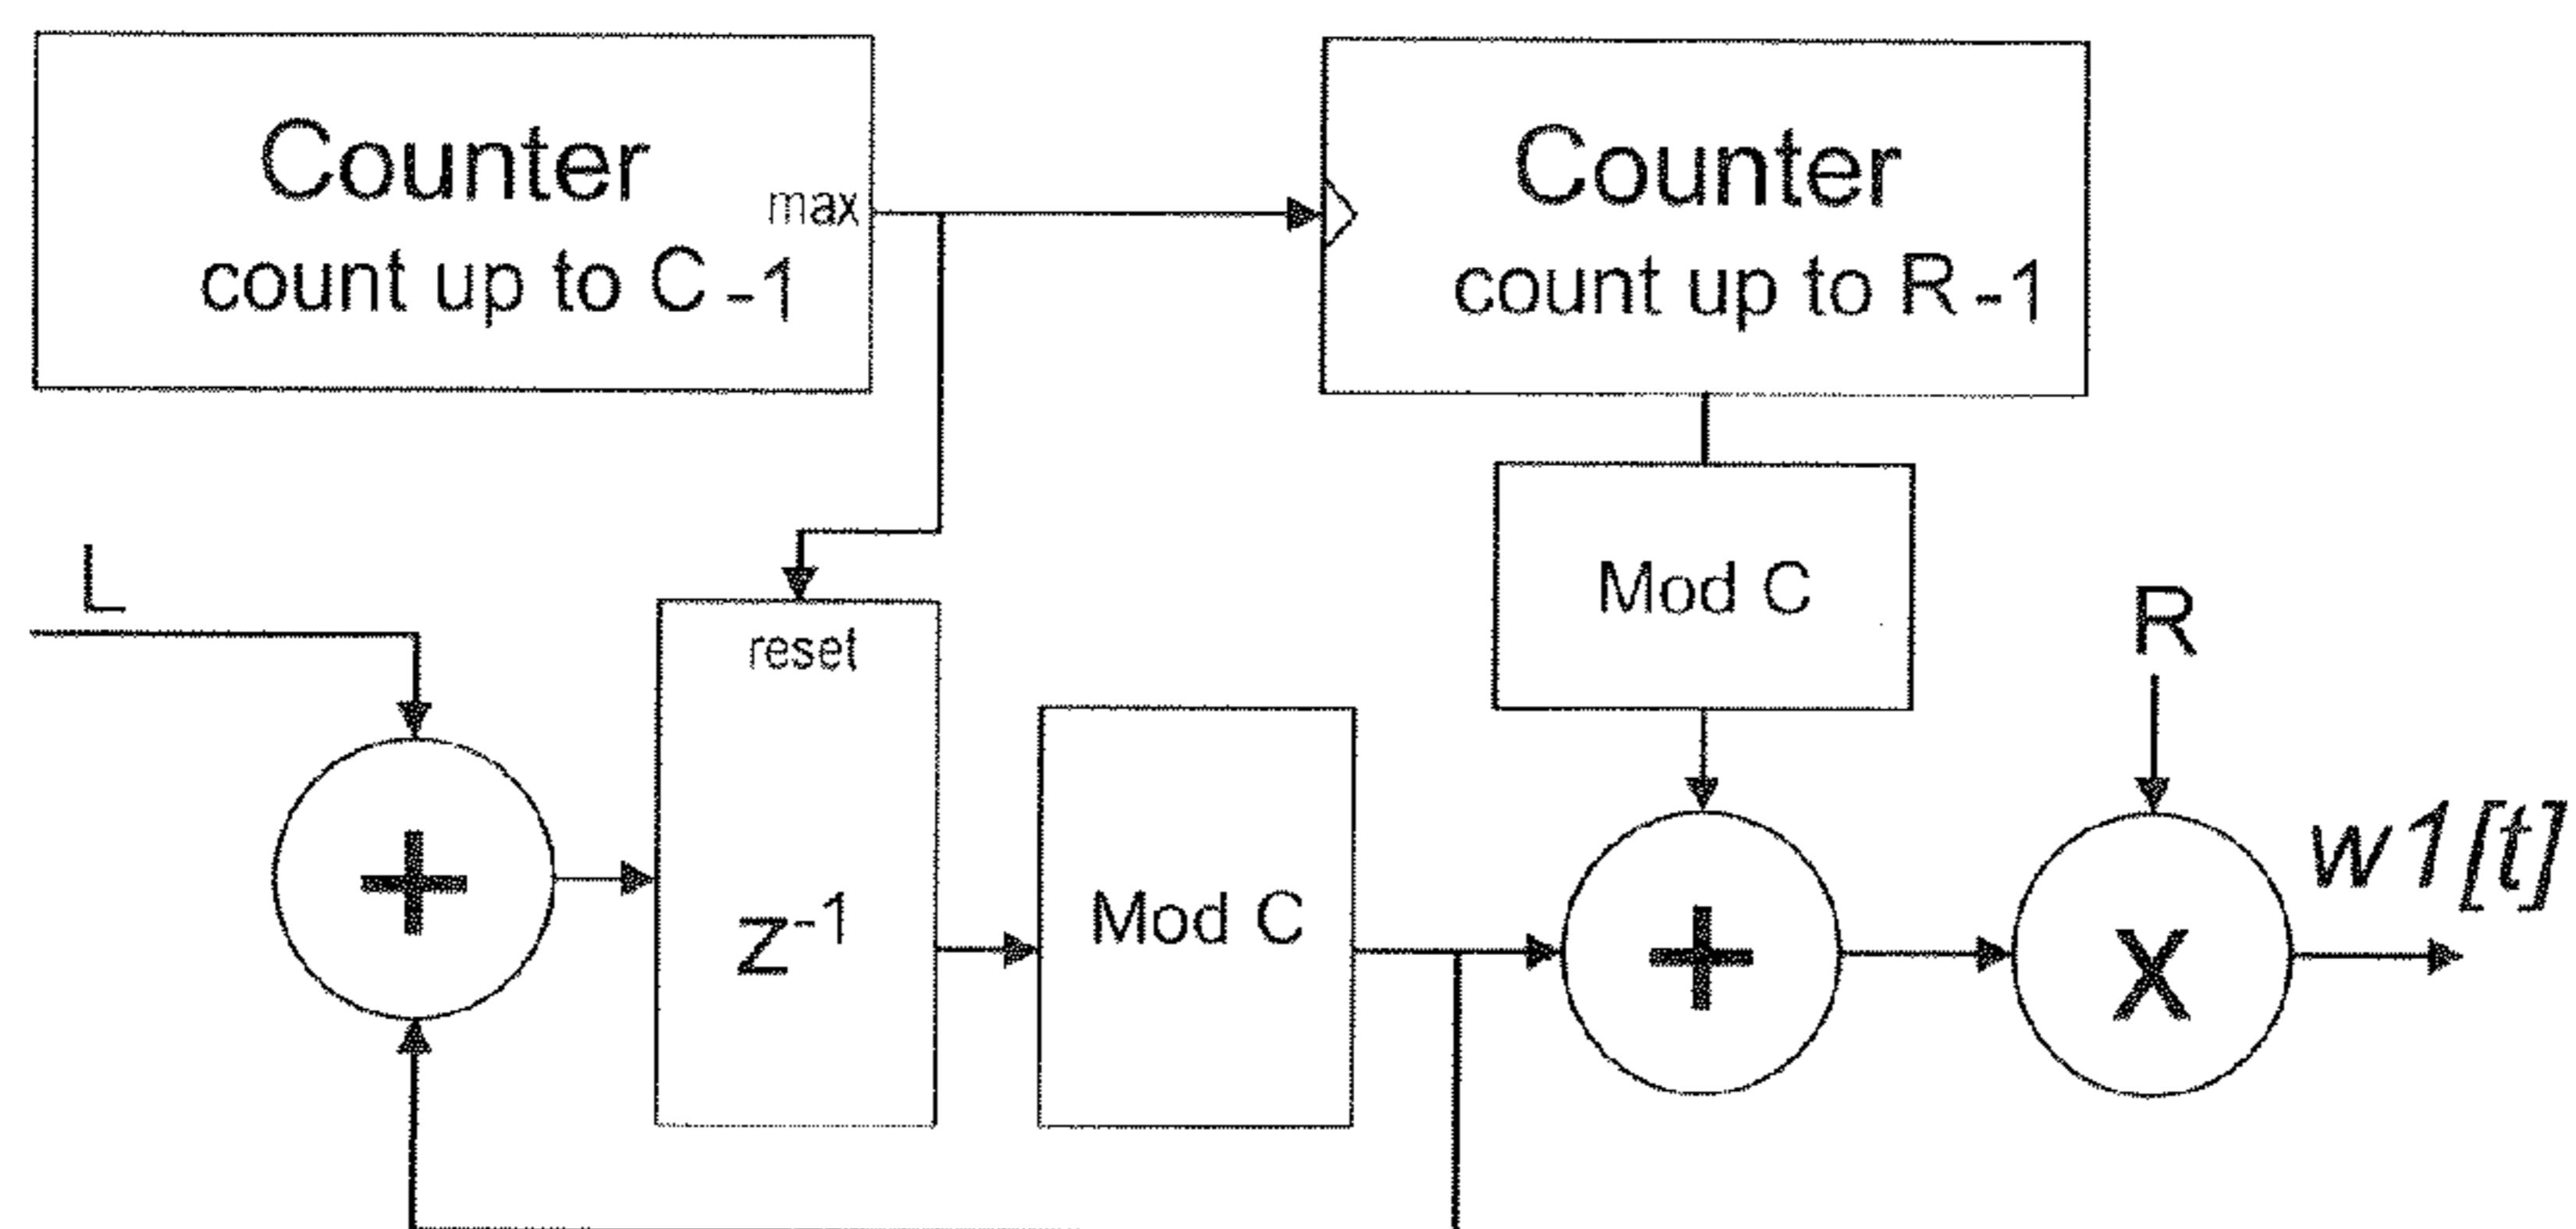 Counter
max
count up to C -1
Counter
count up to R -1
L
reset
z-1
Mod C
+
Mod C
+
R
x
w1[t]